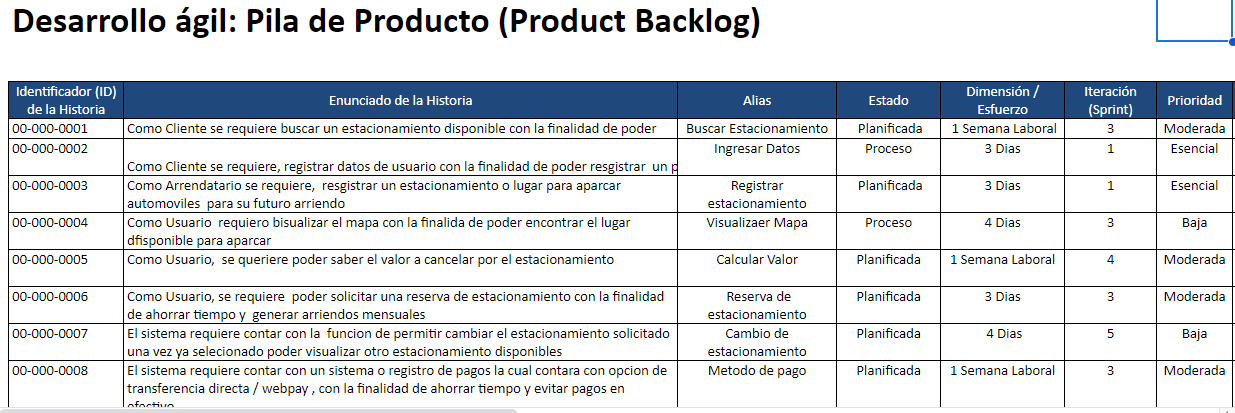 Desarrollo ágil: Pila de Producto (Product Backlog)
Identificador (ID) de la Historia Enunciado de la Historia Alias Estado Dimensión / Esfuerzo Iteración (Sprint) Prioridad
00-000-0001 Como Cliente se requiere buscar un estacionamiento disponible con la finalidad de poder Buscar Estacionamiento Planificada 1 Semana Laboral 3 Moderada
00-000-0002 Ingresar Datos Proceso 3 Dias 1 Esencial
Como Cliente se requiere, registrar datos de usuario con la finalidad de poder resgistrar un
00-000-0003 Como Arrendatario se requiere, resgistrar un estacionamiento o lugar para aparcar Registrar Planificada 3 Dias 1 Esencial
automoviles para su futuro arriendo estacionamiento
00-000-0004 Como Usuario requiero bisualizar el mapa con la finalida de poder encontrar el lugar Visualizaer Mapa Proceso 4 Dias 3 Baja
dfisponible para aparcar
00-000-0005 Como Usuario, se queriere poder saber el valor a cancelar por el estacionamiento Calcular Valor Planificada 1 Semana Laboral 4 Moderada
00-000-0006 Como Usuario, se requiere poder solicitar una reserva de estacionamiento con la finalidad Reserva de Planificada 3 Dias 3 Moderada
de ahorrar tiempo y generar arriendos mensuales estacionamiento
00-000-0007 El sistema requiere contar con la funcion de permitir cambiar el estacionamiento solicitado Cambio de Planificada 4 Dias 5 Baja
una vez ya selecionado poder visualizar otro estacionamiento disponibles estacionamiento
00-000-0008 El sistema requiere contar con un sistema o registro de pagos la cual contara con opcion de Metodo de pago Planificada 1 Semana Laboral 3 Moderada
transferencia directa / webpay , con la finalidad de ahorrar tiempo y evitar pagos en
efectivo